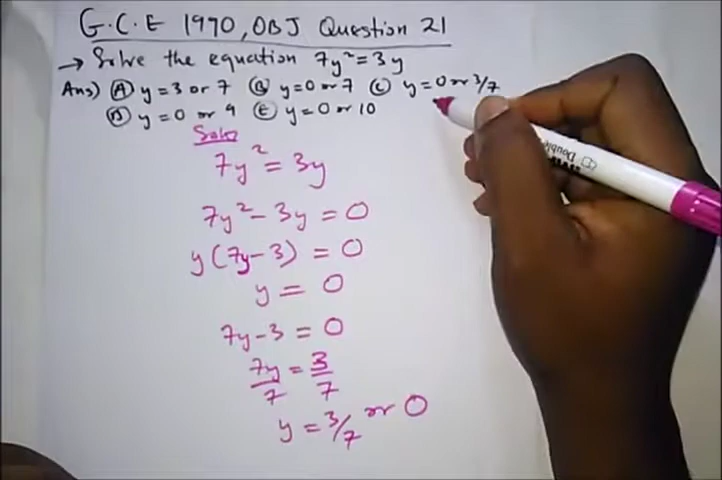 G.C.E 1970, OBJ Question 21
→ Solve the equation 7y² = 3y
Ans) (A) y = 3 or 7 (B) y = 0 or 7 (C) y = 0 or 3/7
(D) y = 0 or 9 (E) y = 0 or 10
Soln
7y² = 3y
7y² - 3y = 0
y(7y - 3) = 0
y = 0
7y - 3 = 0
7y/7 = 3/7
y = 3/7 or 0
Double